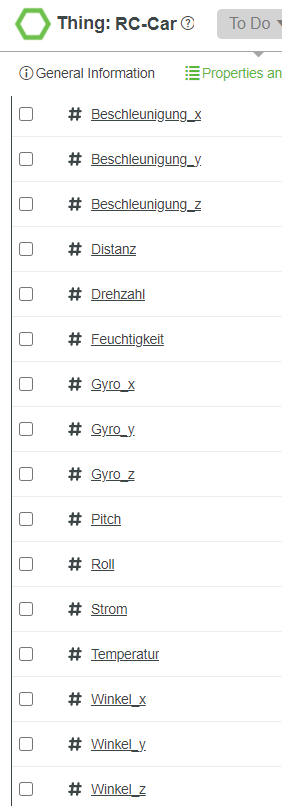 Thing: RC-Car ? To Do
General Information Properties an
# Beschleunigung_x
# Beschleunigung_y
# Beschleunigung_z
# Distanz
# Drehzahl
# Feuchtigkeit
# Gyro_x
# Gyro_y
# Gyro_z
# Pitch
# Roll
# Strom
# Temperatur
# Winkel_x
# Winkel_y
# Winkel_z